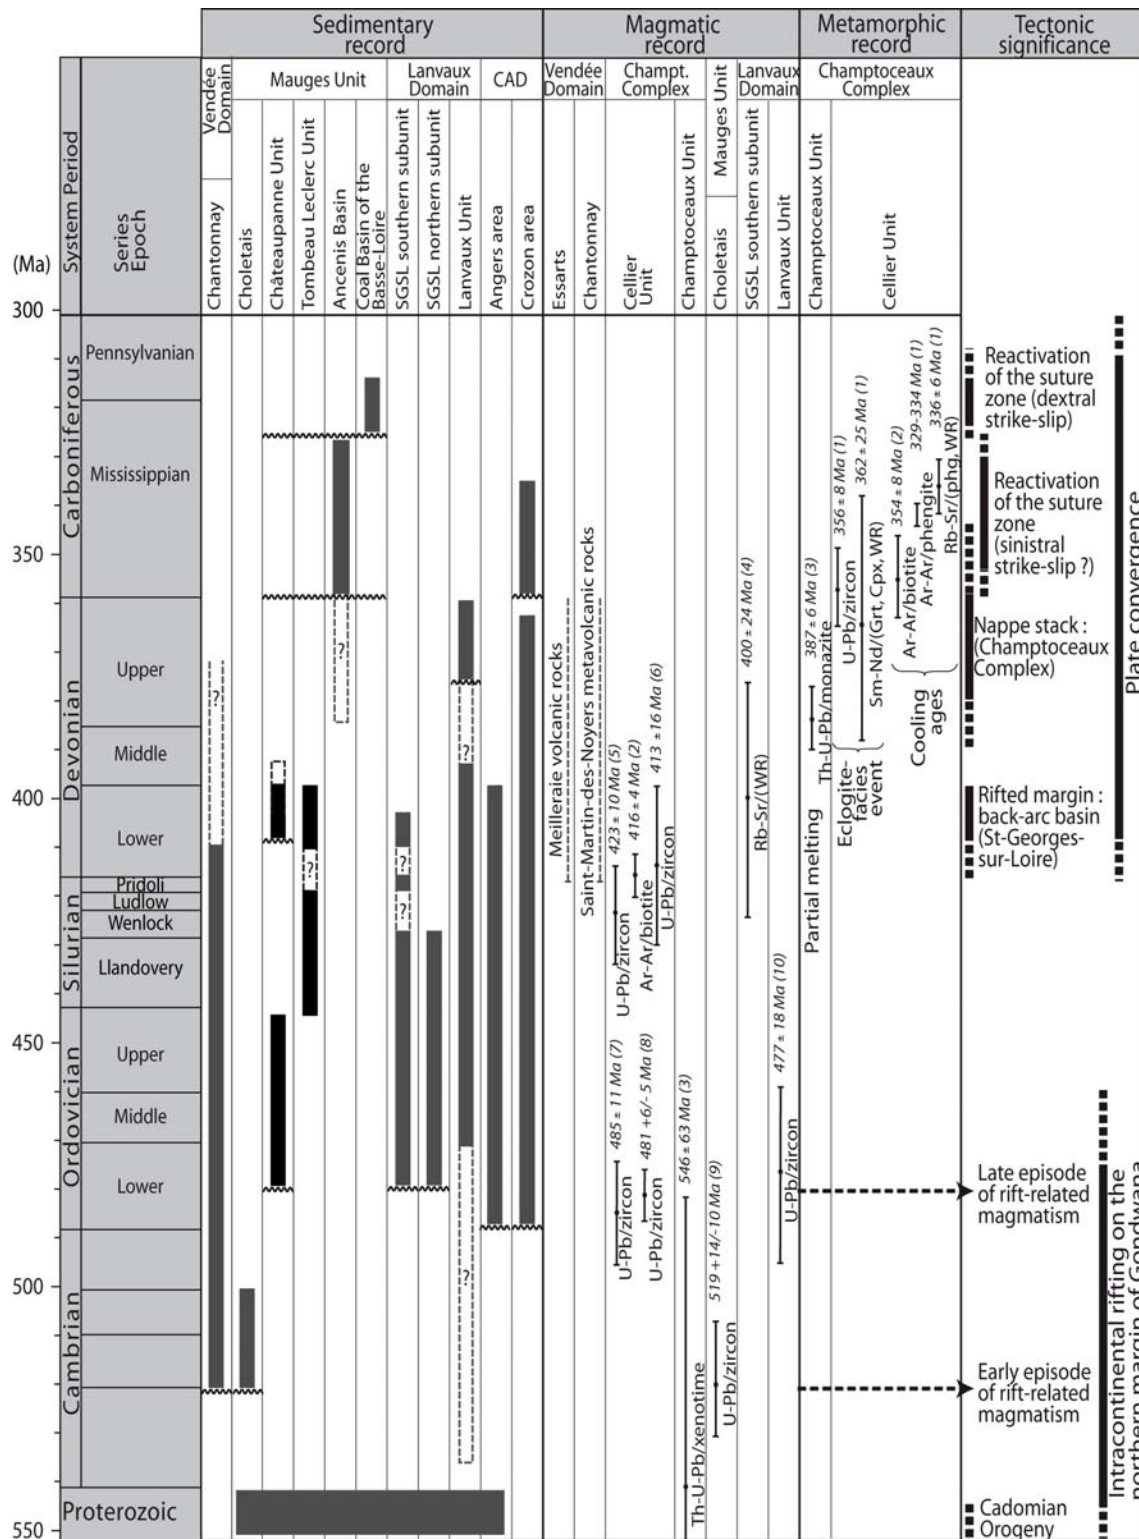 Sedimentary
record
Magmatic
record
Metamorphic
record
Tectonic
significance
System Period
Series
Epoch
(Ma)
Vendée
Domain
Mauges Unit
Lanvaux
Domain
CAD
Vendée
Domain
Champt.
Complex
Mauges Unit
Lanvaux
Domain
Champtoceaux
Complex
Chantonnay
Choletais
Châteaupanne Unit
Tombeau Leclerc Unit
Ancenis Basin
Coal Basin of the
Basse-Loire
SGSL southern subunit
SGSL northern subunit
Lanvaux Unit
Angers area
Crozon area
Essarts
Chantonnay
Cellier
Unit
Champtoceaux Unit
Choletais
SGSL southern subunit
Lanvaux Unit
Champtoceaux Unit
Cellier Unit
300
350
400
450
500
550
Carboniferous
Pennsylvanian
Mississippian
Devonian
Upper
Middle
Lower
Silurian
Pridoli
Ludlow
Wenlock
Llandovery
Ordovician
Upper
Middle
Lower
Cambrian
Proterozoic
?
?
?
?
?
?
?
Meilleraie volcanic rocks
Saint-Martin-des-Noyers metavolcanic rocks
U-Pb/zircon
423 ± 10 Ma (5)
Ar-Ar/biotite
416 ± 4 Ma (2)
U-Pb/zircon
413 ± 16 Ma (6)
U-Pb/zircon
485 ± 11 Ma (7)
U-Pb/zircon
481 +6/- 5 Ma (8)
Th-U-Pb/xenotime
546 ± 63 Ma (3)
U-Pb/zircon
519 +14/-10 Ma (9)
Rb-Sr/(WR)
400 ± 24 Ma (4)
U-Pb/zircon
477 ± 18 Ma (10)
Partial melting
Th-U-Pb/monazite
387 ± 6 Ma (3)
U-Pb/zircon
356 ± 8 Ma (1)
Sm-Nd/(Grt, Cpx, WR)
362 ± 25 Ma (1)
Eclogite-
facies
event
Ar-Ar/biotite
354 ± 8 Ma (2)
Ar-Ar/phengite
329-334 Ma (1)
Rb-Sr/(phg, WR)
336 ± 6 Ma (1)
Cooling
ages
Reactivation
of the suture
zone (dextral
strike-slip)
Reactivation
of the suture
zone
(sinistral
strike-slip ?)
Nappe stack :
(Champtoceaux
Complex)
Rifted margin :
back-arc basin
(St-Georges-
sur-Loire)
Plate convergence
Late episode
of rift-related
magmatism
Early episode
of rift-related
magmatism
Cadomian
Orogeny
Intracontinental rifting on the
northern margin of Gondwana